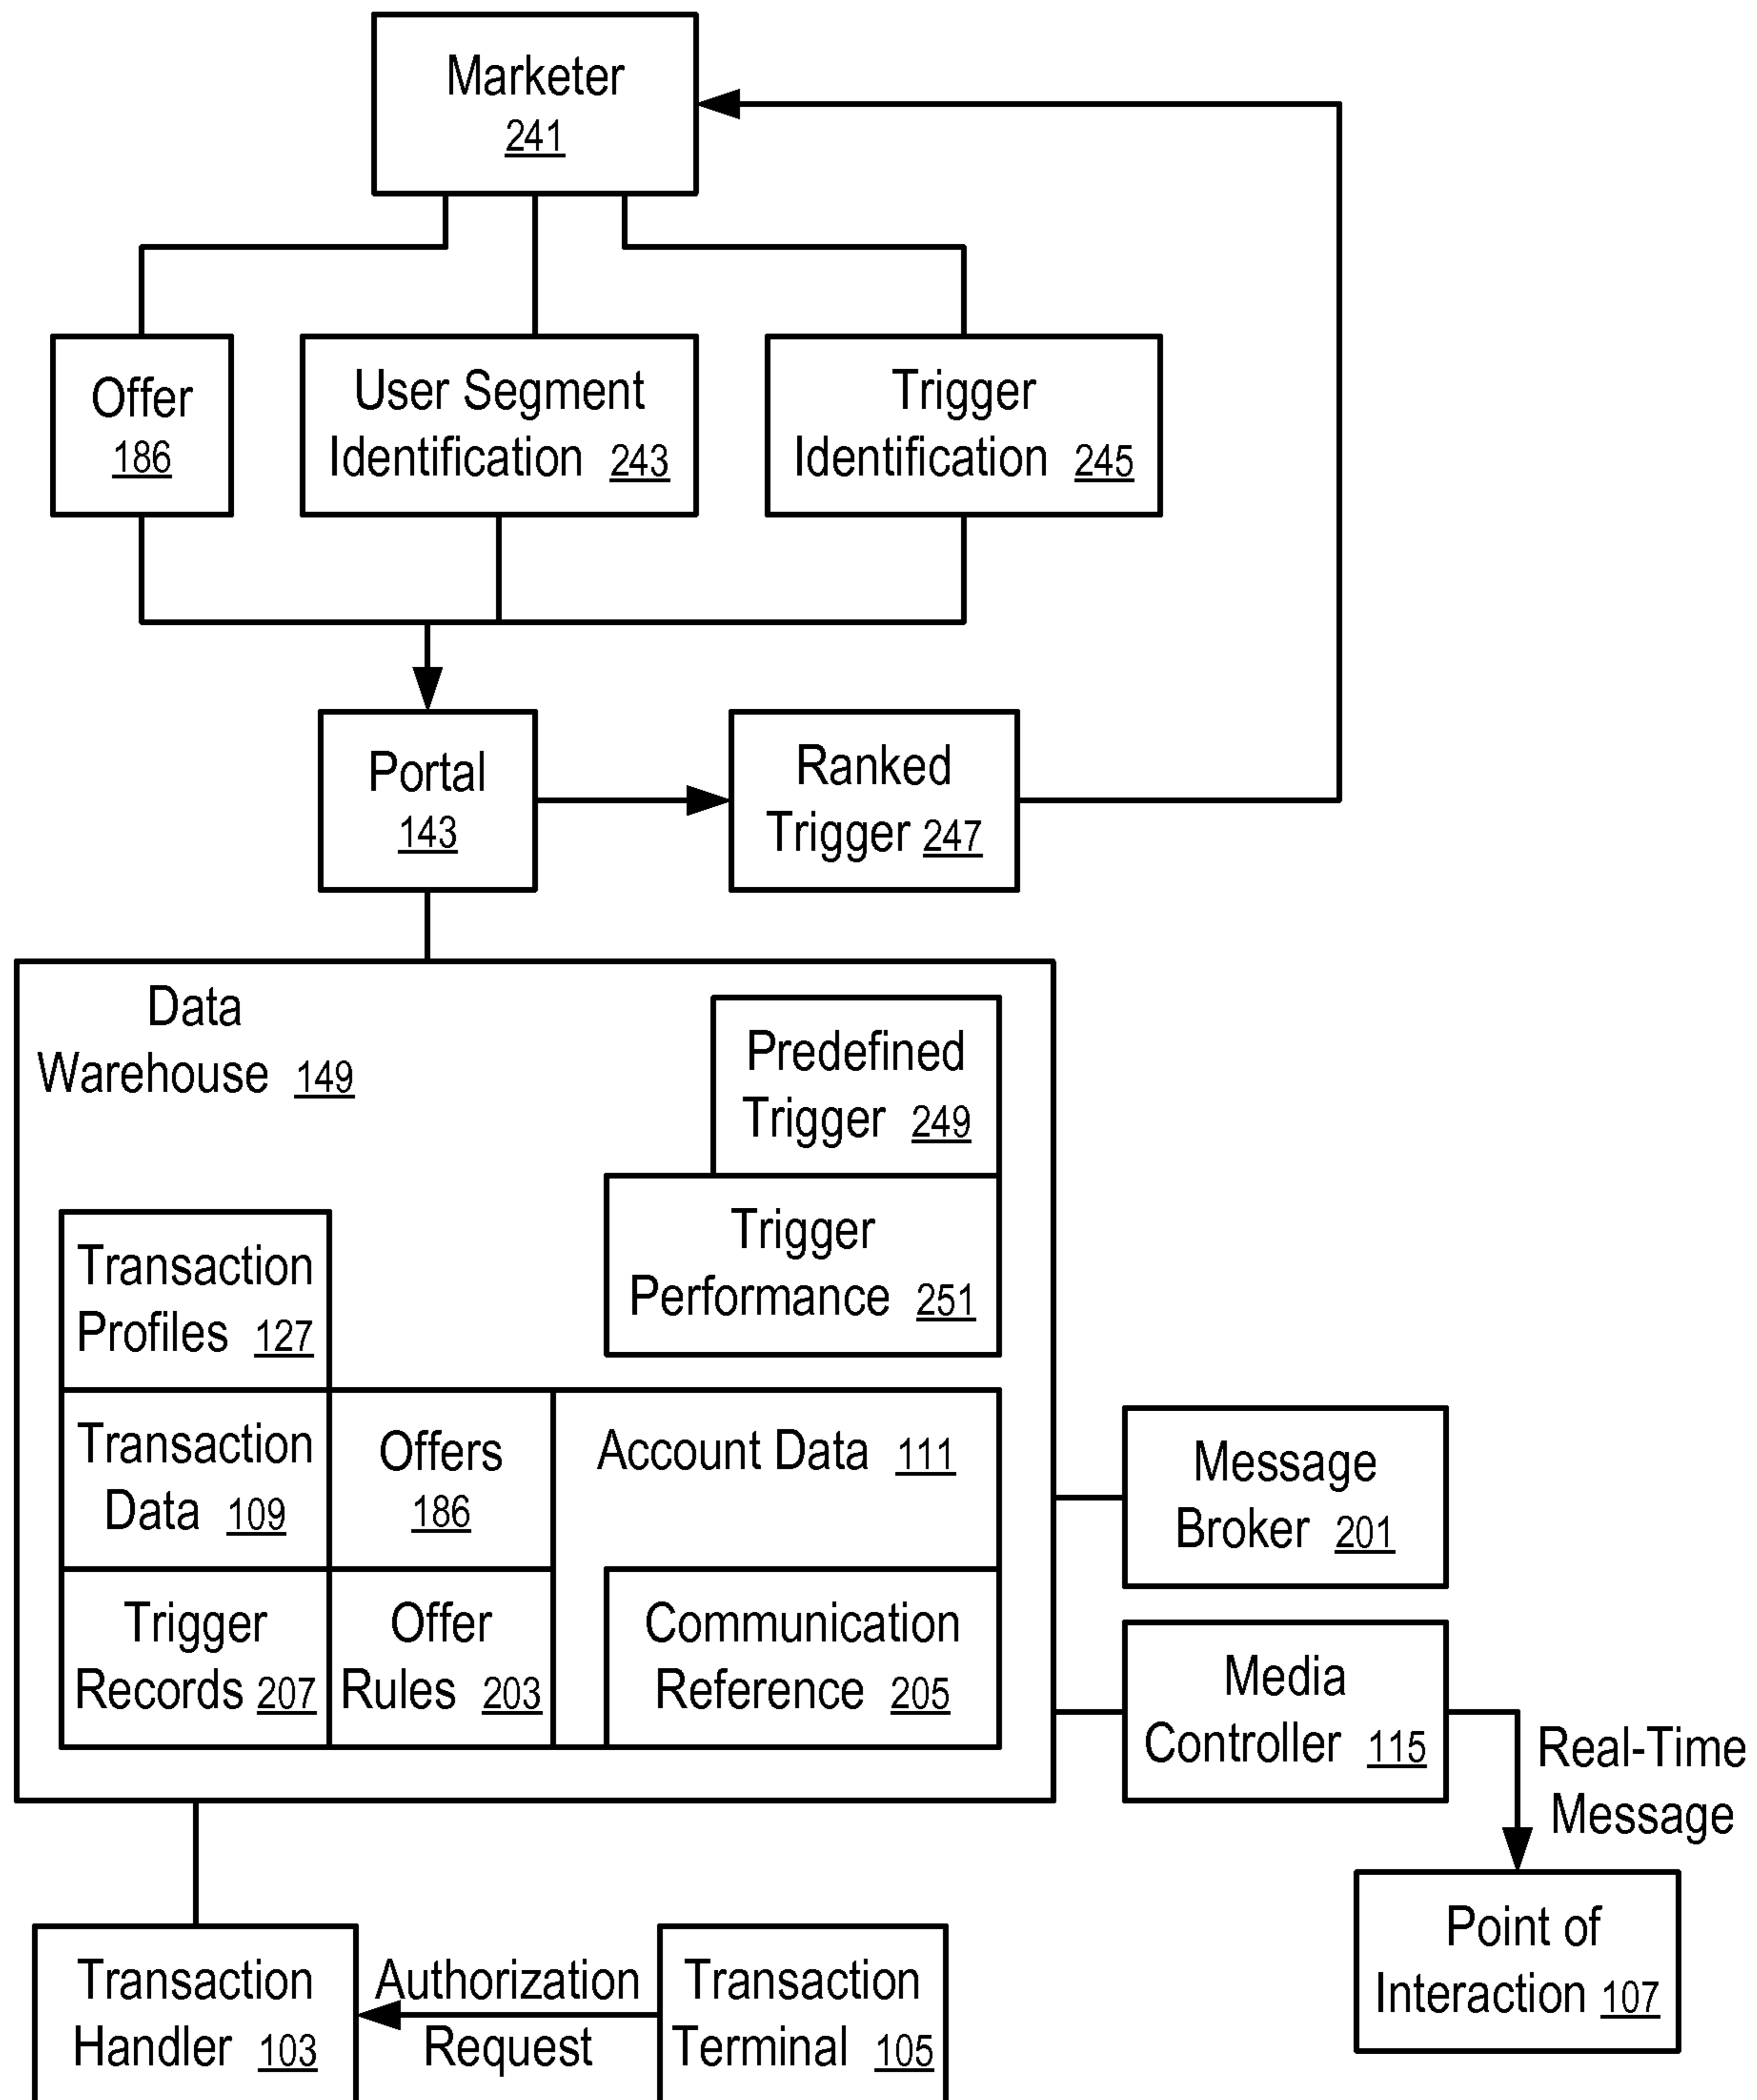 Marketer
241
Offer
186
User Segment
Identification 243
Trigger
Identification 245
Portal
143
Ranked
Trigger 247
Data
Warehouse 149
Predefined
Trigger 249
Trigger
Performance 251
Transaction
Profiles 127
Transaction
Data 109
Offers
186
Account Data 111
Trigger
Records 207
Offer
Rules 203
Communication
Reference 205
Message
Broker 201
Media
Controller 115
Real-Time
Message
Point of
Interaction 107
Transaction
Handler 103
Authorization
Request
Transaction
Terminal 105